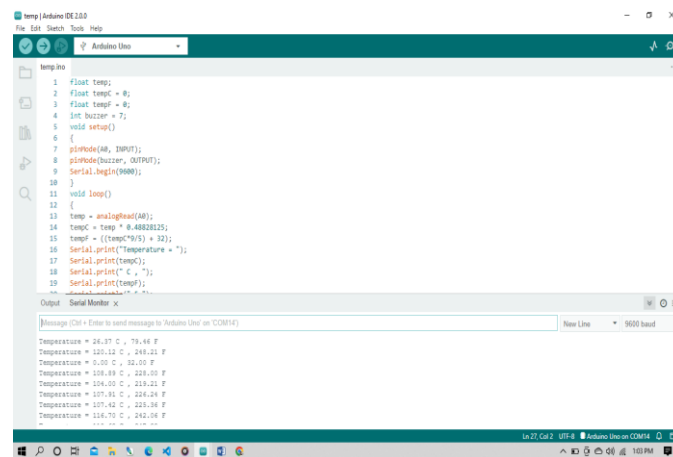 temp | Arduino IDE 2.0.0
File Edit Sketch Tools Help
Arduino Uno
temp.ino
1 float temp;
2 float tempC = 0;
3 float tempF = 0;
4 int buzzer = 7;
5 void setup()
6 {
7 pinMode(A0, INPUT);
8 pinMode(buzzer, OUTPUT);
9 Serial.begin(9600);
10 }
11 void loop()
12 {
13 temp = analogRead(A0);
14 tempC = temp * 0.48828125;
15 tempF = ((tempC*9/5) + 32);
16 Serial.print("Temperature = ");
17 Serial.print(tempC);
18 Serial.print(" C , ");
19 Serial.print(tempF);
Output Serial Monitor x
Message (Ctrl + Enter to send message to 'Arduino Uno' on 'COM14')
New Line 9600 baud
Temperature = 26.37 C , 79.46 F
Temperature = 120.12 C , 248.21 F
Temperature = 0.00 C , 32.00 F
Temperature = 108.89 C , 228.00 F
Temperature = 104.00 C , 219.21 F
Temperature = 107.91 C , 226.24 F
Temperature = 107.42 C , 225.36 F
Temperature = 116.70 C , 242.06 F
Ln 27, Col 2 UTF-8 Arduino Uno on COM14
1:03 PM